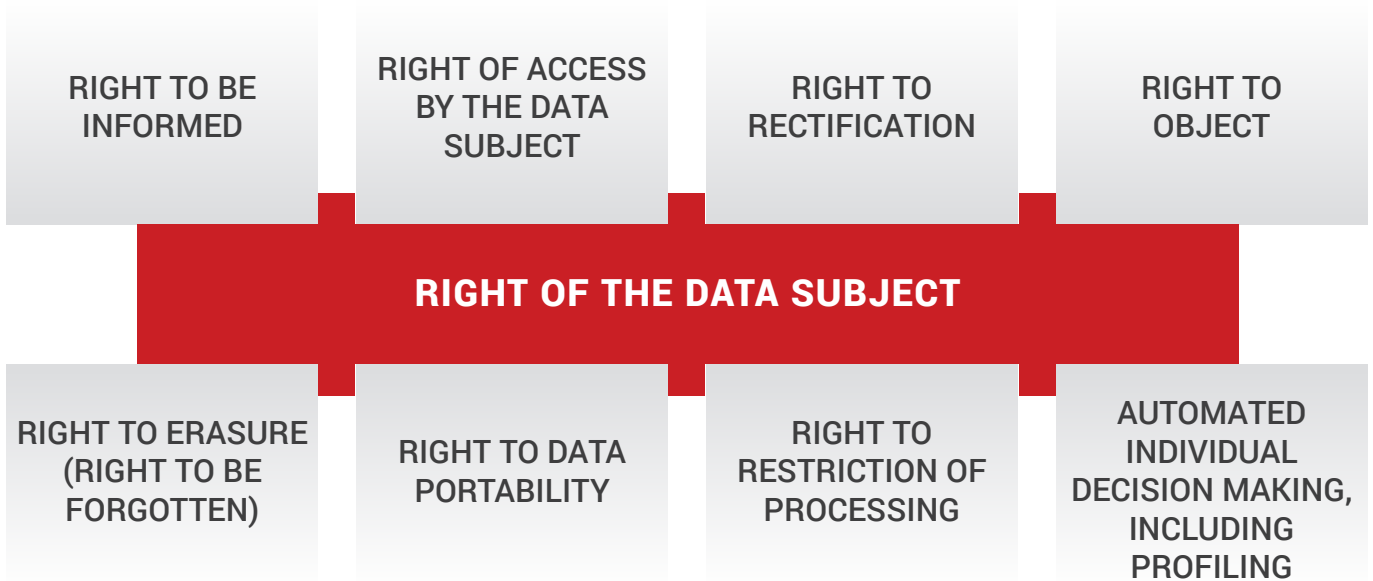 RIGHT TO BE
INFORMED
RIGHT OF ACCESS
BY THE DATA
SUBJECT
RIGHT TO
RECTIFICATION
RIGHT TO
OBJECT
RIGHT OF THE DATA SUBJECT
RIGHT TO ERASURE
(RIGHT TO BE
FORGOTTEN)
RIGHT TO DATA
PORTABILITY
RIGHT TO
RESTRICTION OF
PROCESSING
AUTOMATED
INDIVIDUAL
DECISION MAKING,
INCLUDING
PROFILING